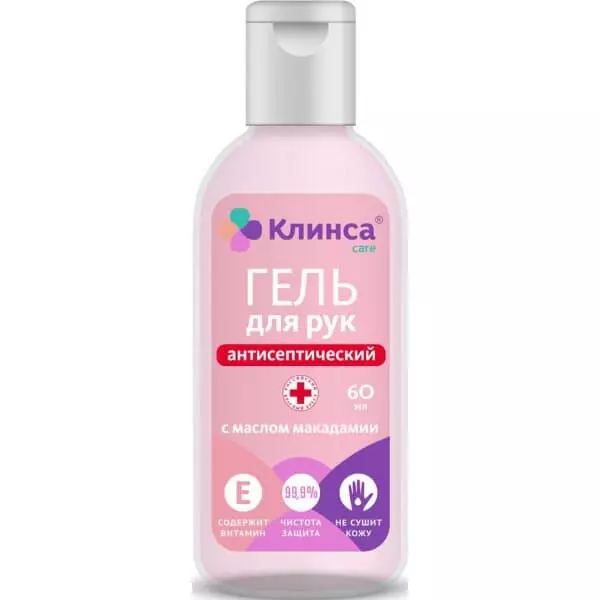 Клинса®
care
ГЕЛЬ
для рук
антисептический
60
мл
с маслом макадамии
E
СОДЕРЖИТ
ВИТАМИН
99,9%
ЧИСТОТА
ЗАЩИТА
НЕ СУШИТ
КОЖУ